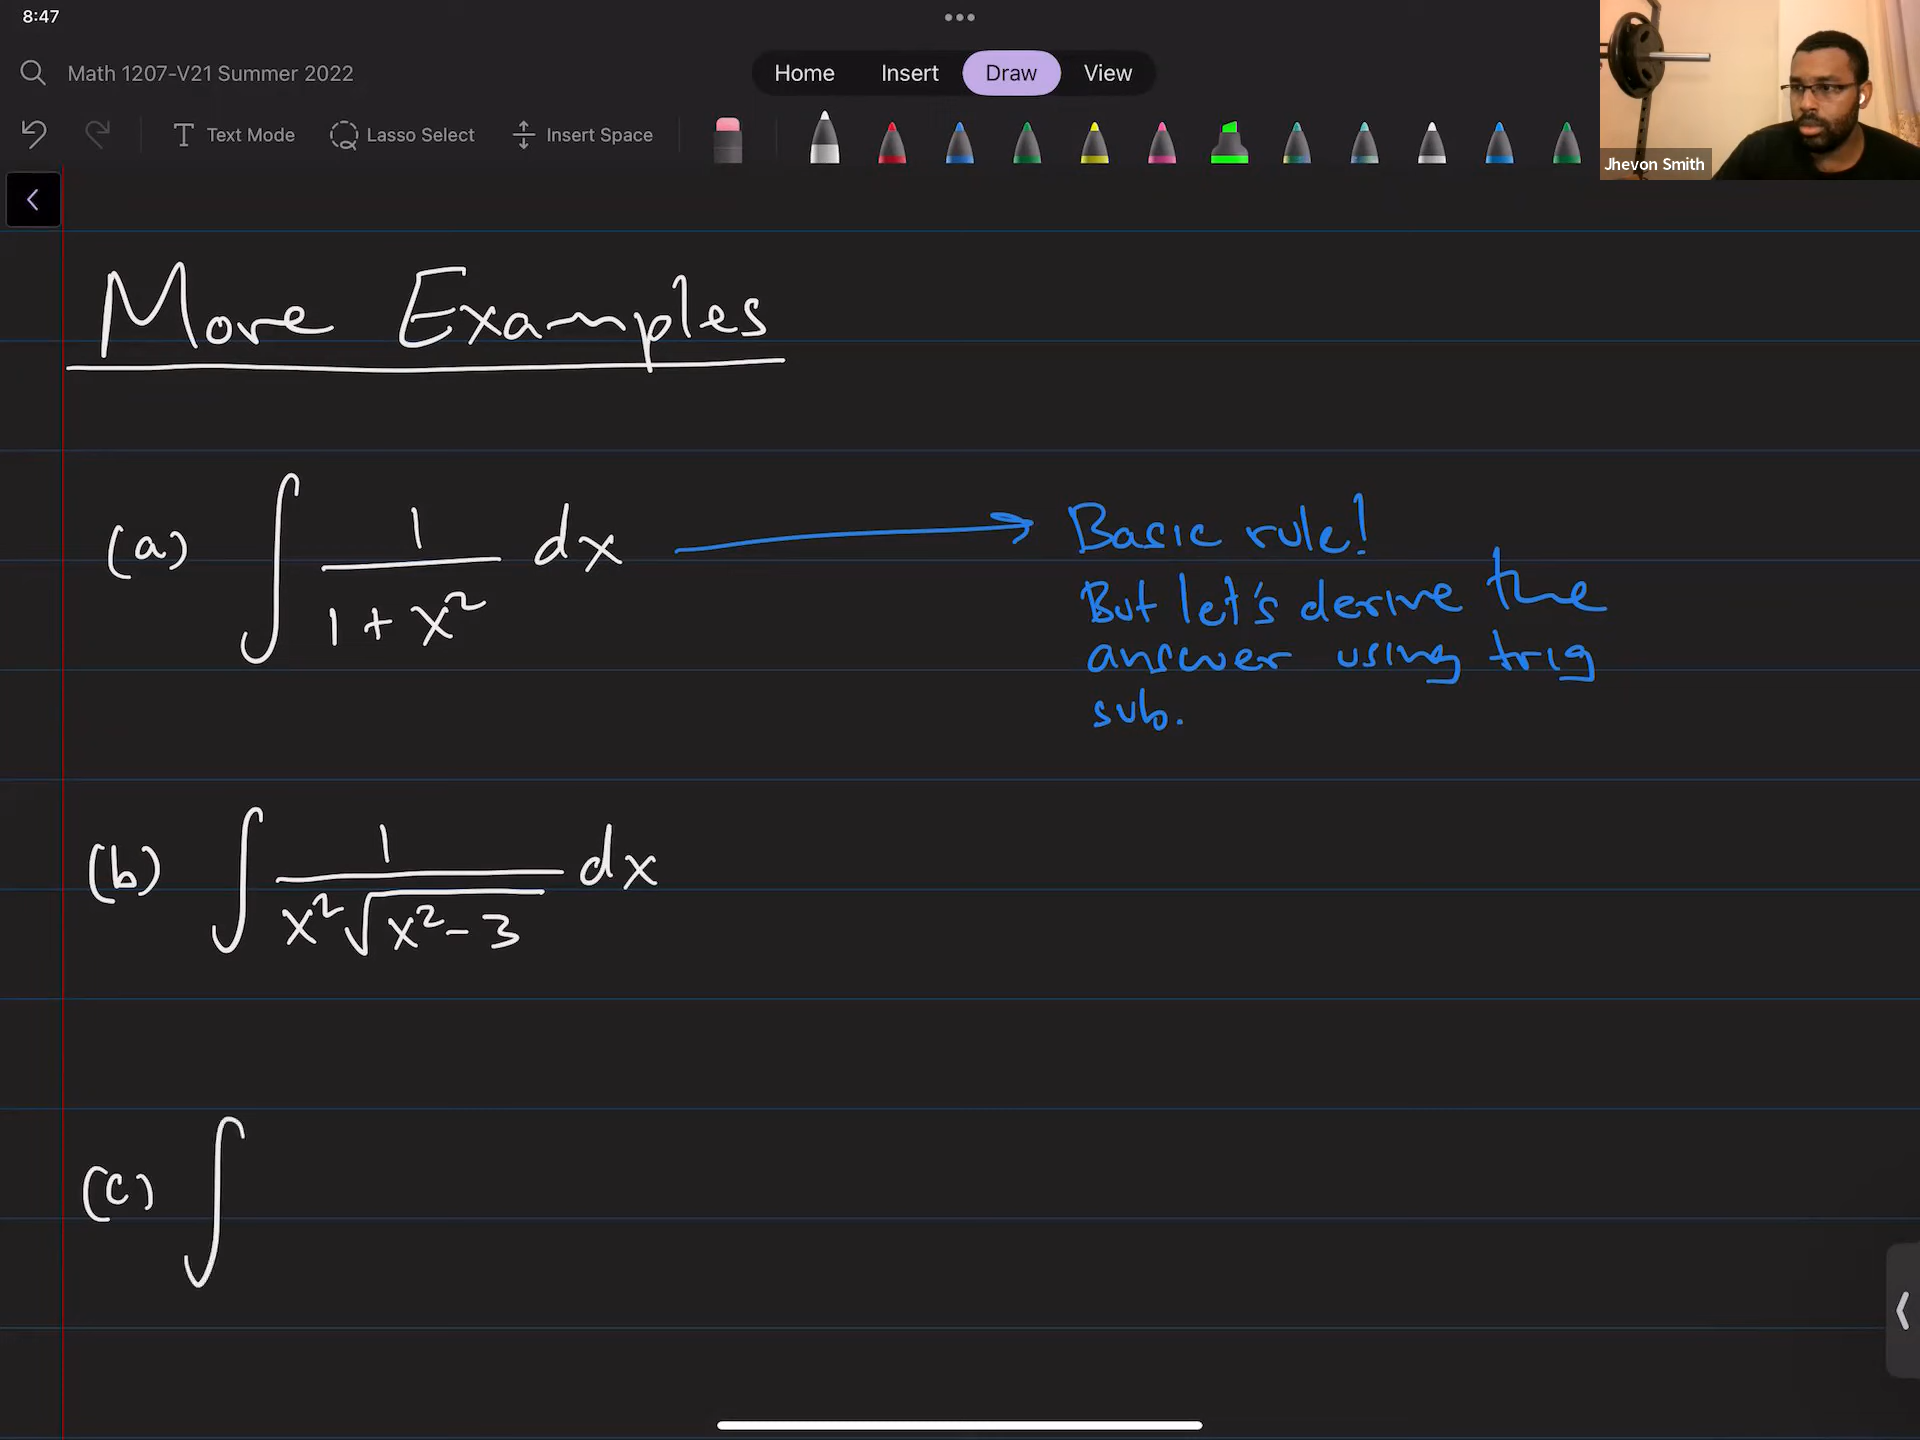 8:47
Math 1207-V21 Summer 2022
Home Insert Draw View
Text Mode Lasso Select Insert Space
Jhevon Smith
More Examples
(a) ∫ 1/(1 + x²) dx
Basic rule!
But let's derive the
answer using trig
sub.
(b) ∫ 1/(x²√(x² - 3)) dx
(c) ∫